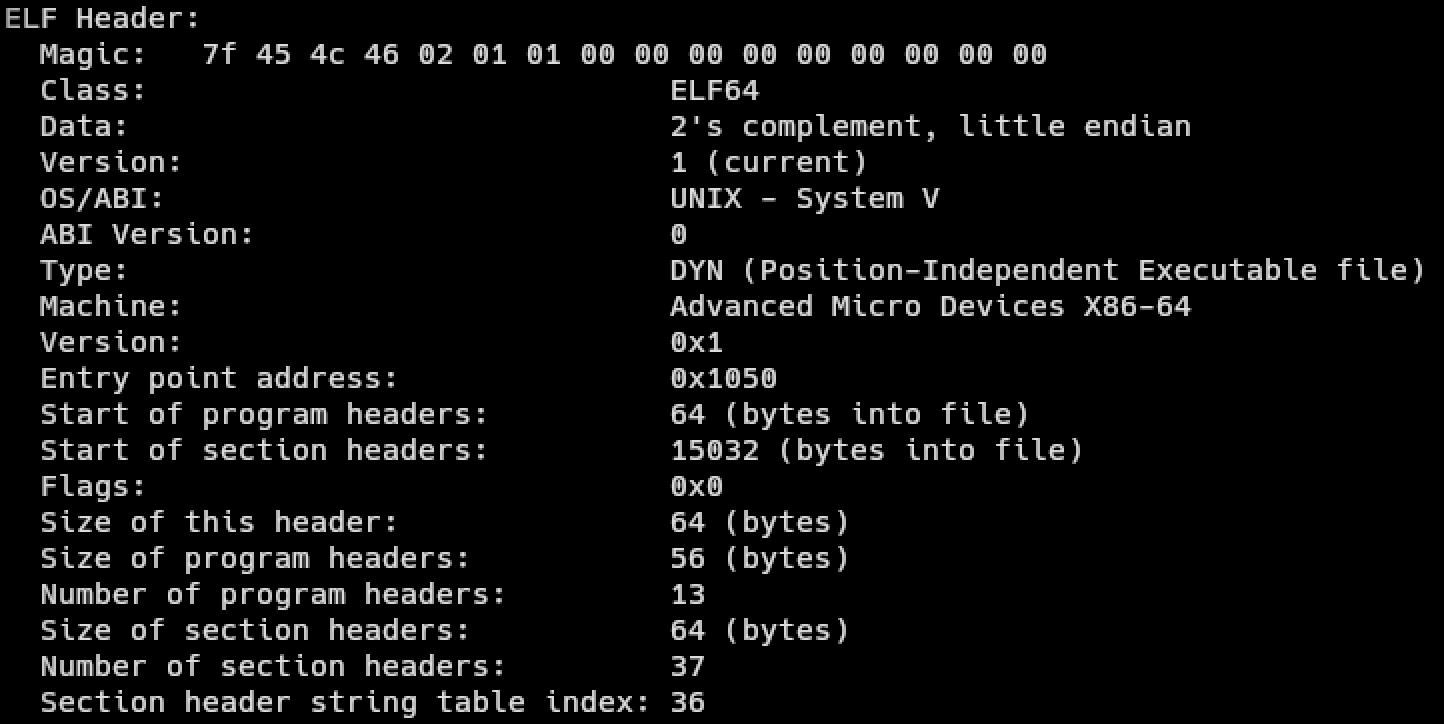 ELF Header:
  Magic:   7f 45 4c 46 02 01 01 00 00 00 00 00 00 00 00 00
  Class:                             ELF64
  Data:                              2's complement, little endian
  Version:                           1 (current)
  OS/ABI:                            UNIX - System V
  ABI Version:                       0
  Type:                              DYN (Position-Independent Executable file)
  Machine:                           Advanced Micro Devices X86-64
  Version:                           0x1
  Entry point address:               0x1050
  Start of program headers:          64 (bytes into file)
  Start of section headers:          15032 (bytes into file)
  Flags:                             0x0
  Size of this header:               64 (bytes)
  Size of program headers:           56 (bytes)
  Number of program headers:         13
  Size of section headers:           64 (bytes)
  Number of section headers:         37
  Section header string table index: 36